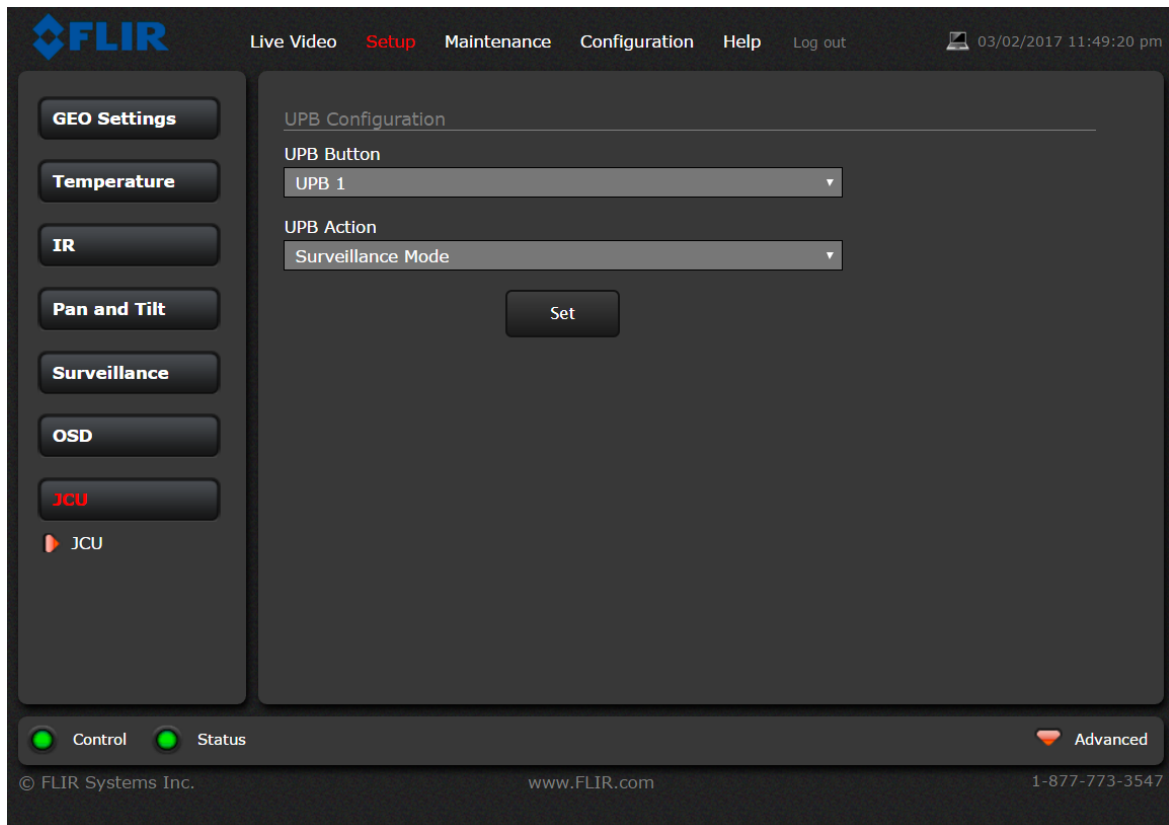 FLIR
Live Video Setup Maintenance Configuration Help Log out 03/02/2017 11:49:20 pm
GEO Settings
Temperature
IR
Pan and Tilt
Surveillance
OSD
JCU
JCU
UPB Configuration
UPB Button
UPB 1
UPB Action
Surveillance Mode
Set
Control Status Advanced
© FLIR Systems Inc. www.FLIR.com 1-877-773-3547